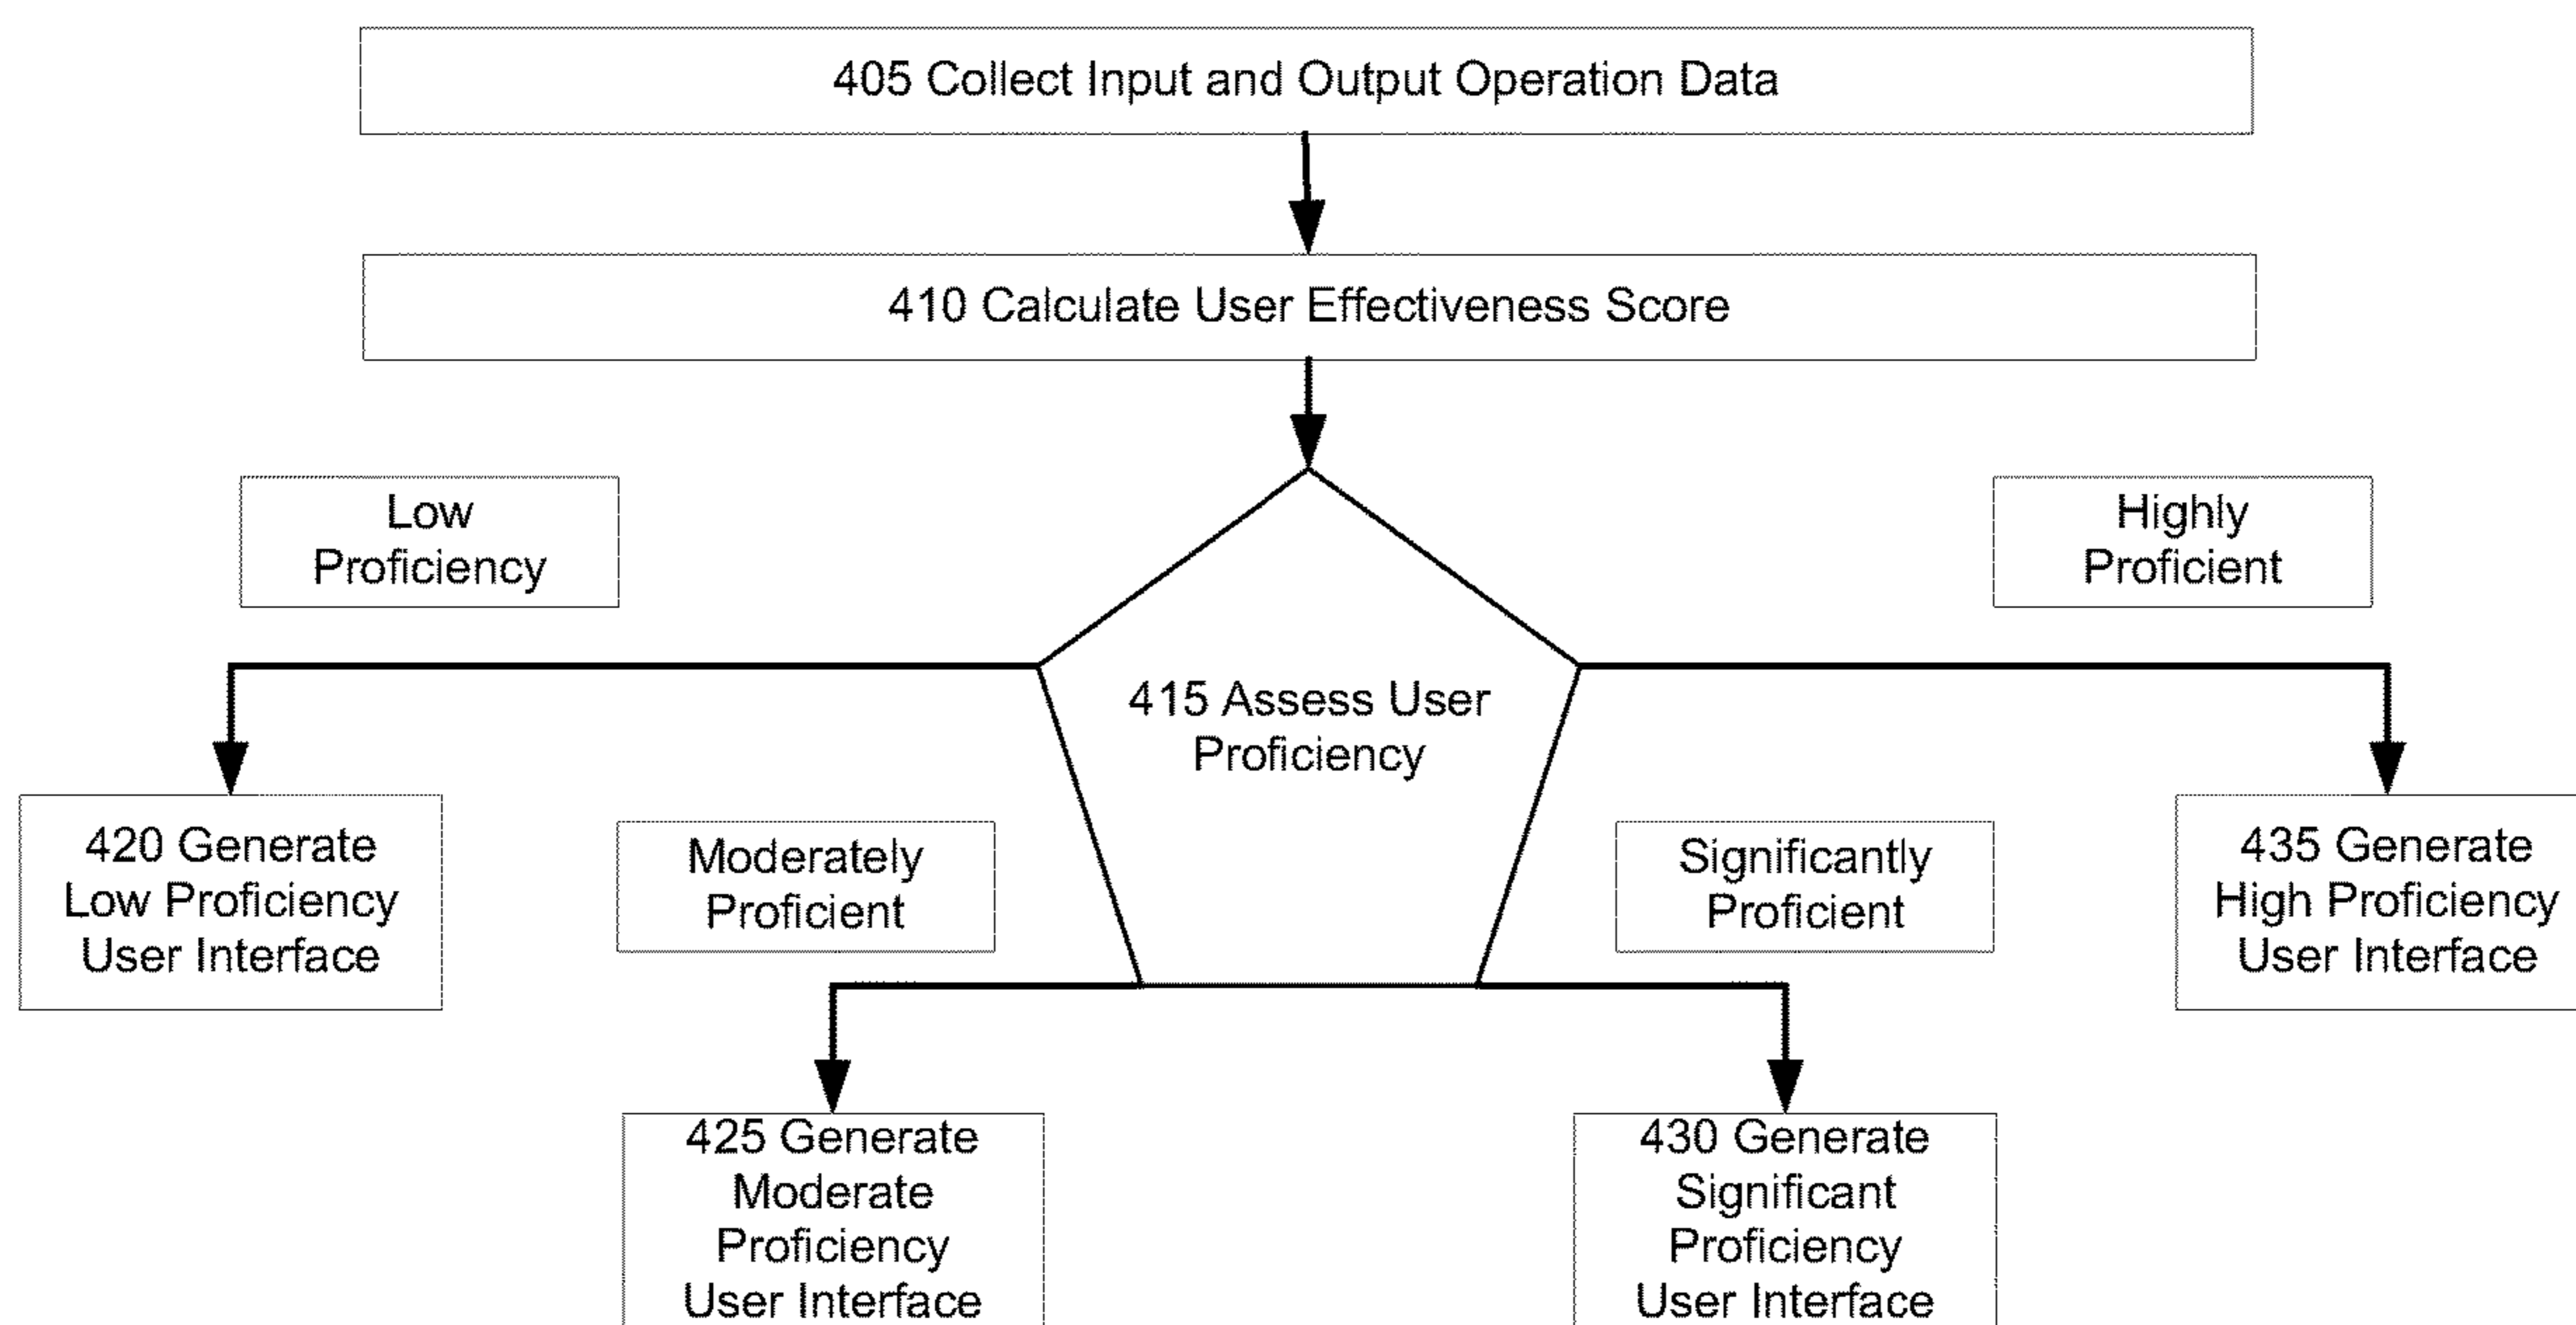 405 Collect Input and Output Operation Data
410 Calculate User Effectiveness Score
Low
Proficiency
Highly
Proficient
415 Assess User
Proficiency
420 Generate
Low Proficiency
User Interface
Moderately
Proficient
Significantly
Proficient
435 Generate
High Proficiency
User Interface
425 Generate
Moderate
Proficiency
User Interface
430 Generate
Significant
Proficiency
User Interface